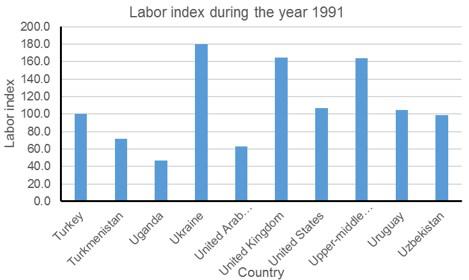 Labor index during the year 1991
Labor index
200.0
180.0
160.0
140.0
120.0
100.0
80.0
60.0
40.0
20.0
0.0
Turkey
Turkmenistan
Uganda
Ukraine
United Arab...
United Kingdom
United States
Upper-middle...
Uruguay
Uzbekistan
Country